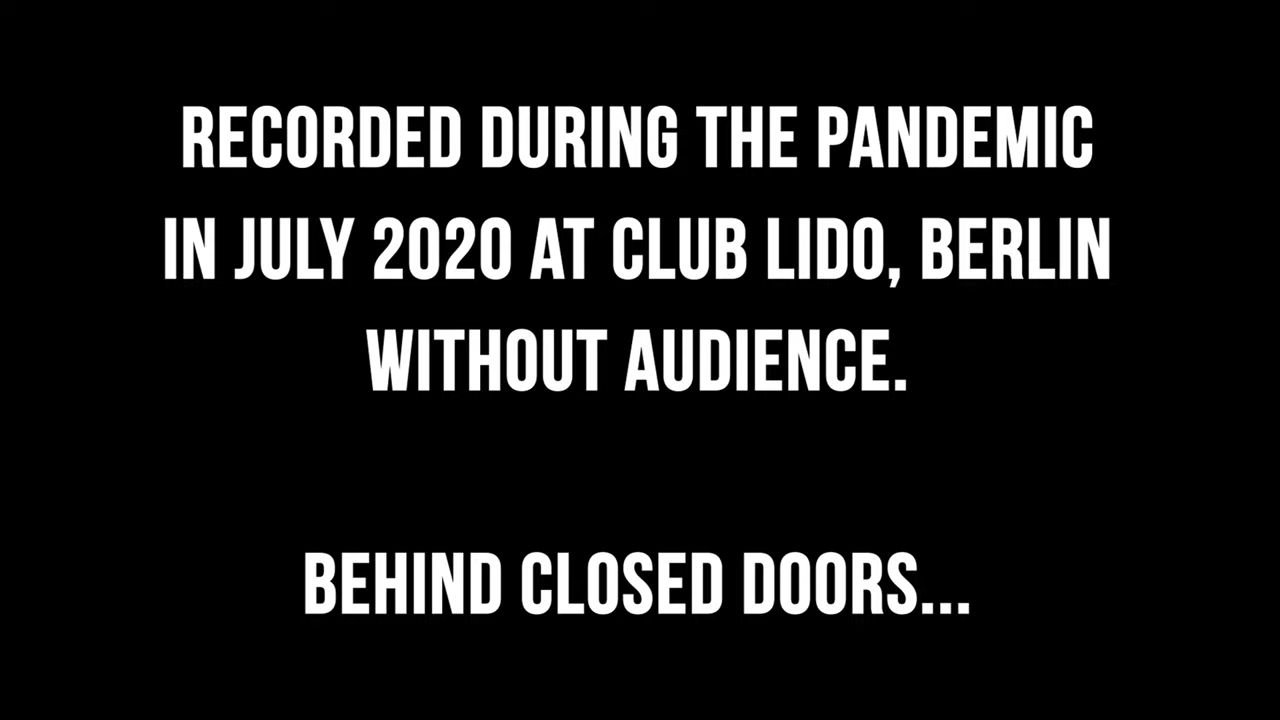 RECORDED DURING THE PANDEMIC
IN JULY 2020 AT CLUB LIDO, BERLIN
WITHOUT AUDIENCE.
BEHIND CLOSED DOORS...